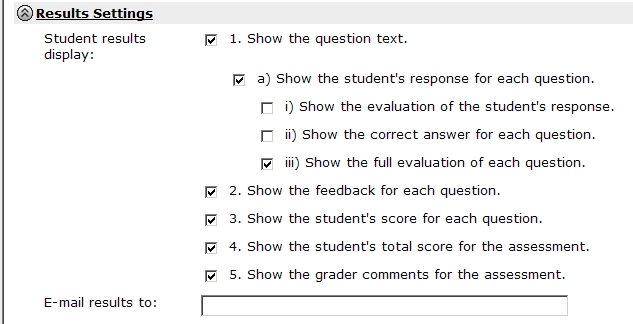 Results Settings
Student results display:
1. Show the question text.
a) Show the student's response for each question.
i) Show the evaluation of the student's response.
ii) Show the correct answer for each question.
iii) Show the full evaluation of each question.
2. Show the feedback for each question.
3. Show the student's score for each question.
4. Show the student's total score for the assessment.
5. Show the grader comments for the assessment.
E-mail results to: